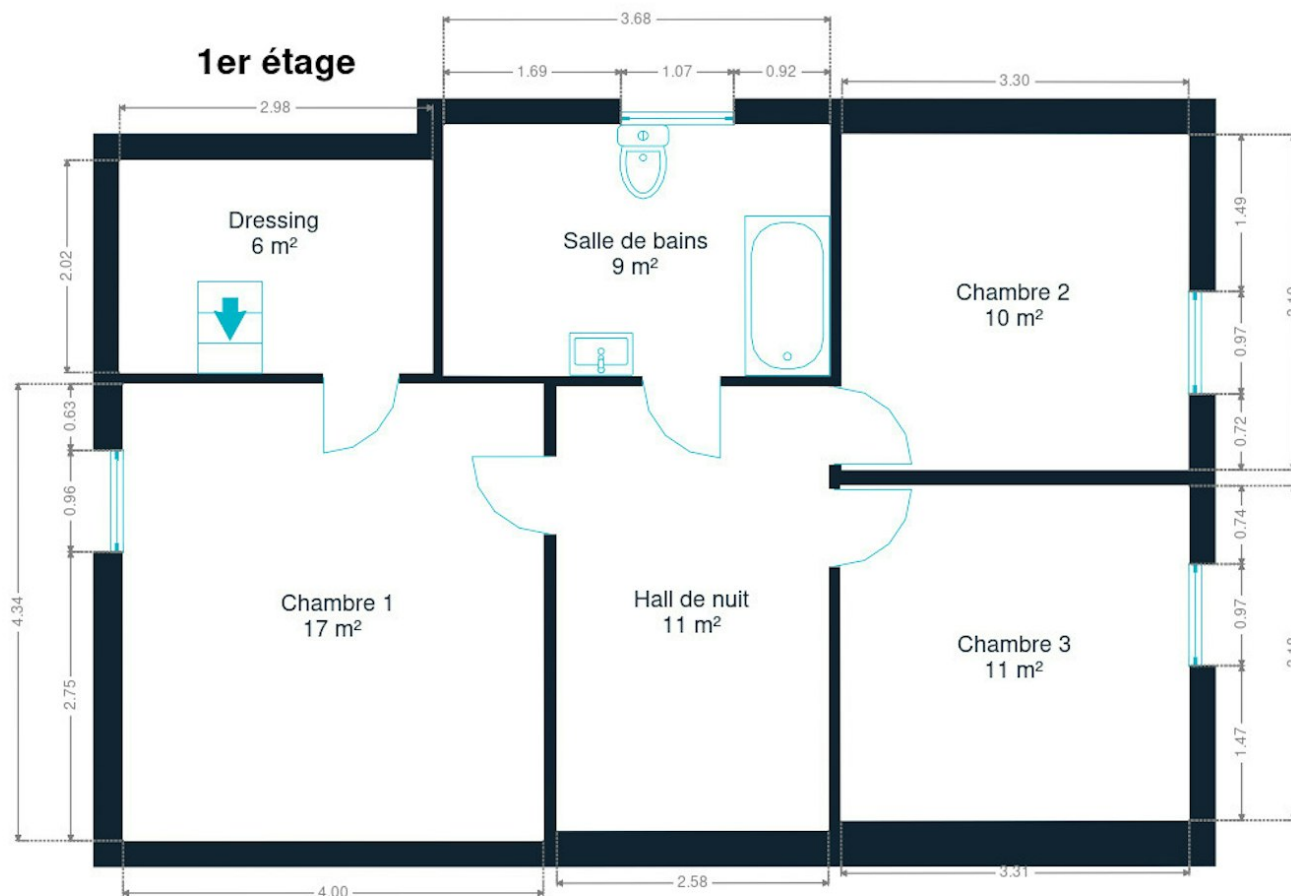 3.68
1er étage
1.69
1.07
0.92
3.30
2.98
Dressing
6 m²
Salle de bains
9 m²
Chambre 2
10 m²
2.02
1.49
0.97
0.72
0.63
0.96
4.34
2.75
Chambre 1
17 m²
Hall de nuit
11 m²
Chambre 3
11 m²
0.74
0.97
1.47
4.00
2.58
3.31